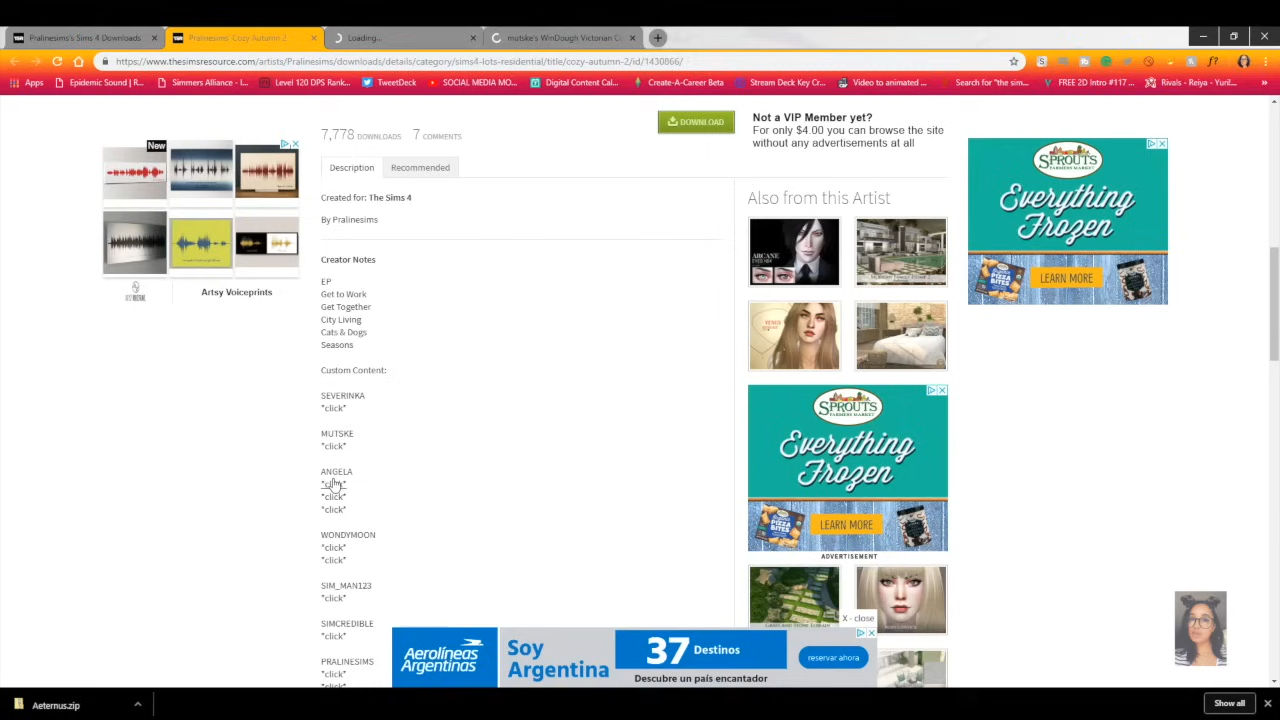 Pralinesims's Sims 4 Downloads
Pralinesims' Cozy Autumn 2
Loading...
mutske's WinDough Victorian C
https://www.thesimsresource.com/artists/Pralinesims/downloads/details/category/sims4-lots-residential/title/cozy-autumn-2/id/1430866/
Apps
Epidemic Sound | R...
Simmers Alliance - I...
Level 120 DPS Rank...
TweetDeck
SOCIAL MEDIA MO...
Digital Content Cal...
Create-A-Career Beta
Stream Deck Key Cr...
Video to animated ...
Search for "the sim...
FREE 2D Intro #117 ...
Rivals - Reiya - Yuril...
7,778 DOWNLOADS 7 COMMENTS
DOWNLOAD
Not a VIP Member yet?
For only $4.00 you can browse the site
without any advertisements at all
Description
Recommended
Created for: The Sims 4
By Pralinesims
Creator Notes
EP
Get to Work
Get Together
City Living
Cats & Dogs
Seasons
Custom Content:
SEVERINKA
*click*
MUTSKE
*click*
ANGELA
*click*
*click*
*click*
WONDYMOON
*click*
*click*
SIM_MAN123
*click*
SIMCREDIBLE
*click*
PRALINESIMS
*click*
*click*
New
Artsy Voiceprints
Also from this Artist
ARCANE
VENUS
SPROUTS
FARMERS MARKET
EVERYTHING
FROZEN
LEARN MORE
SPROUTS
FARMERS MARKET
EVERYTHING
FROZEN
LEARN MORE
ADVERTISEMENT
X - close
Aerolíneas
Argentinas
Soy
Argentina
37 Destinos
Descubre un país encantador
reservar ahora
Aeternus.zip
Show all